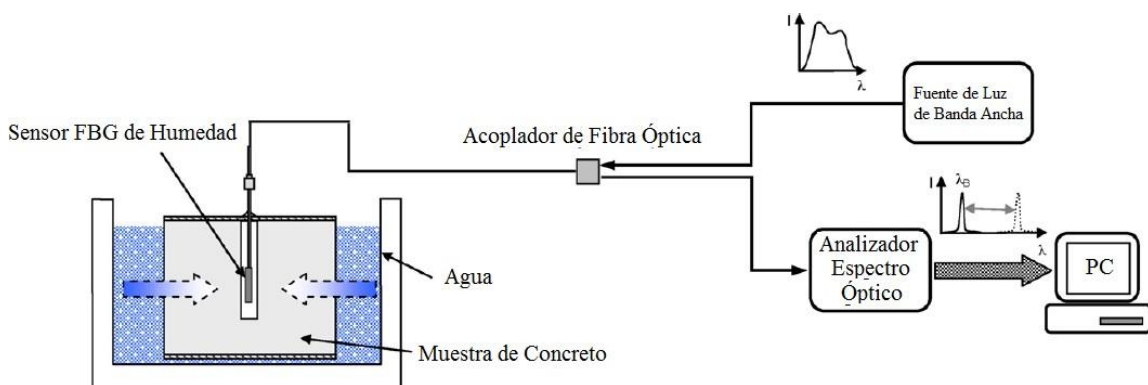 I
λ
Fuente de Luz
de Banda Ancha
Sensor FBG de Humedad
Acoplador de Fibra Óptica
I
λB
λ
Analizador
Espectro
Óptico
PC
Agua
Muestra de Concreto